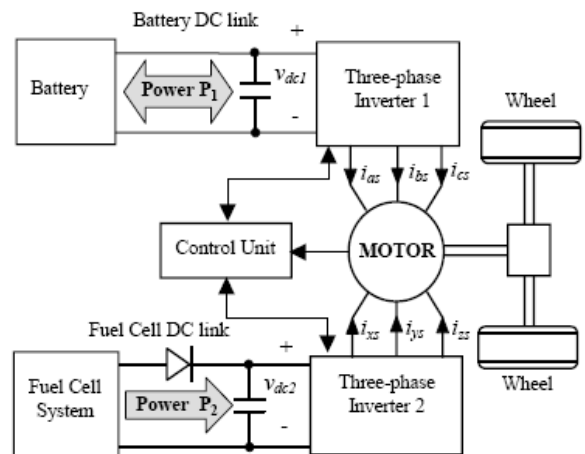 Battery DC link
+
Battery
Power P1
vdc1
-
Three-phase
Inverter 1
Wheel
ias
ibs
ics
Control Unit
MOTOR
Fuel Cell DC link
ixs
iys
izs
+
Fuel Cell
System
Power P2
vdc2
-
Three-phase
Inverter 2
Wheel